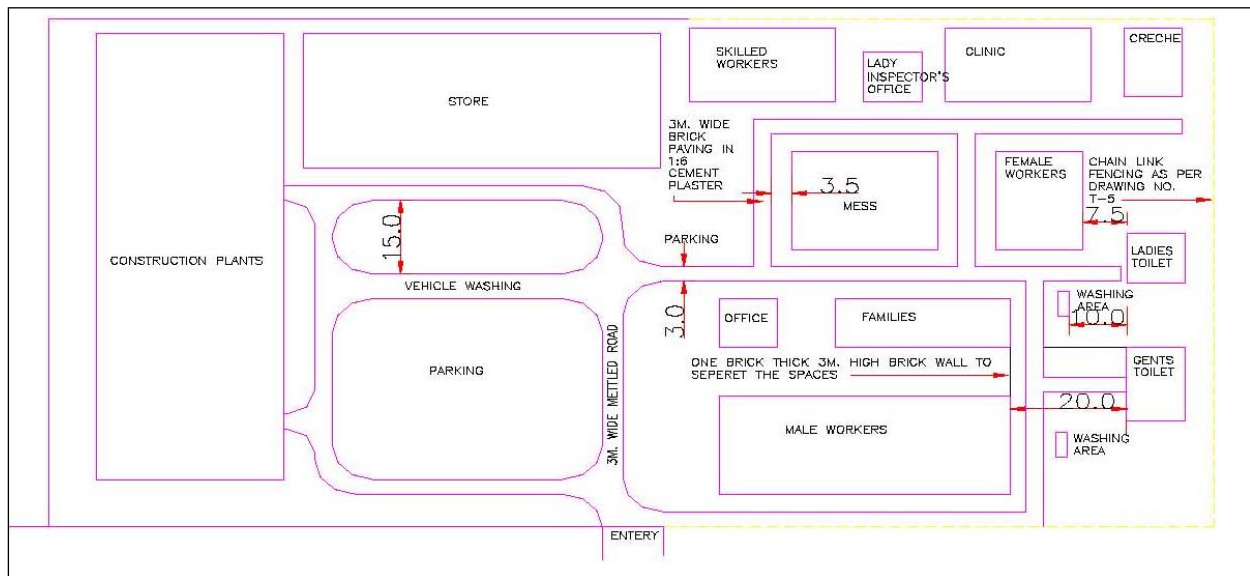 SKILLED
WORKERS
LADY
INSPECTOR'S
OFFICE
CLINIC
CRECHE
STORE
3M. WIDE
BRICK
PAVING IN
1:6
CEMENT
PLASTER
3.5
MESS
FEMALE
WORKERS
CHAIN LINK
FENCING AS PER
DRAWING NO.
T-5
7.5
15.0
PARKING
LADIES
TOILET
CONSTRUCTION PLANTS
VEHICLE WASHING
3.0
OFFICE
FAMILIES
WASHING
AREA
10.0
PARKING
3M. WIDE METTLED ROAD
ONE BRICK THICK 3M. HIGH BRICK WALL TO
SEPERET THE SPACES
GENTS
TOILET
20.0
MALE WORKERS
WASHING
AREA
ENTERY